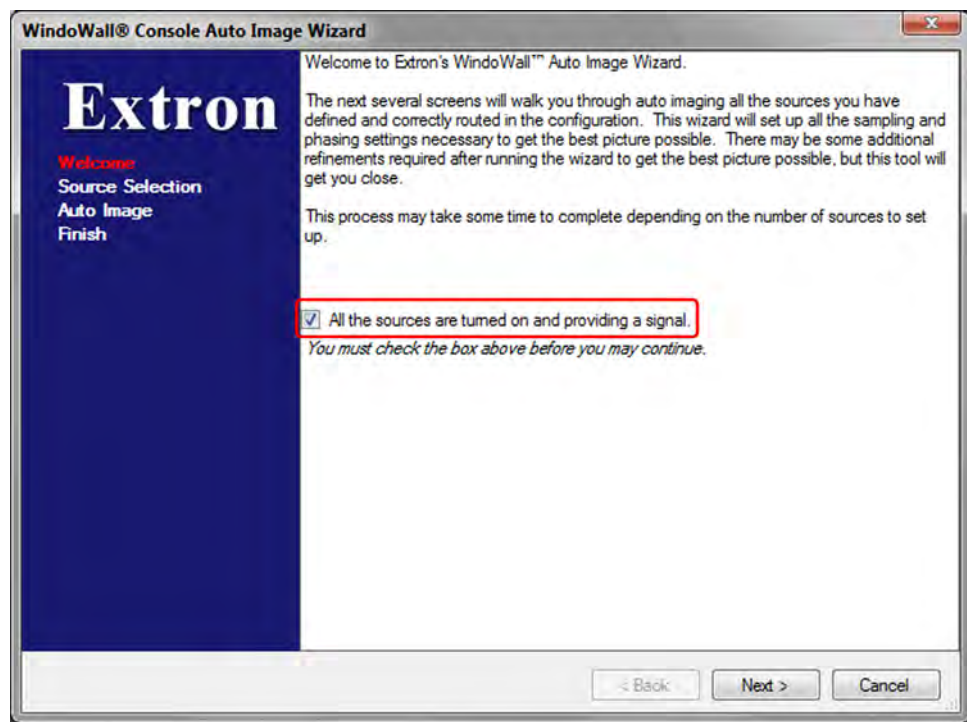 WindoWall® Console Auto Image Wizard
Extron
Welcome
Source Selection
Auto Image
Finish
Welcome to Extron's WindoWall™ Auto Image Wizard.
The next several screens will walk you through auto imaging all the sources you have
defined and correctly routed in the configuration. This wizard will set up all the sampling and
phasing settings necessary to get the best picture possible. There may be some additional
refinements required after running the wizard to get the best picture possible, but this tool will
get you close.
This process may take some time to complete depending on the number of sources to set
up.
All the sources are turned on and providing a signal.
You must check the box above before you may continue.
< Back
Next >
Cancel